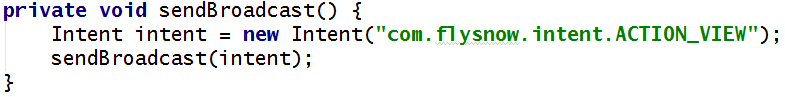 private void sendBroadcast() {
    Intent intent = new Intent("com.flysnow.intent.ACTION_VIEW");
    sendBroadcast(intent);
}